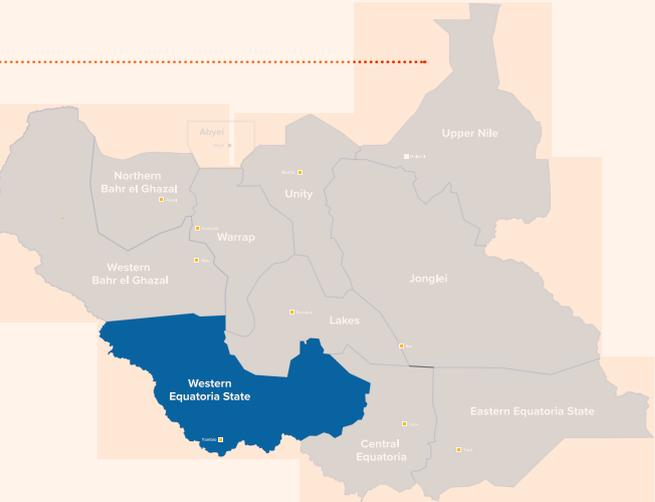 Upper Nile
Abyei
Northern
Bahr el Ghazal
Unity
Warrap
Western
Bahr el Ghazal
Jonglei
Lakes
Western
Equatoria State
Eastern Equatoria State
Central
Equatoria
Yambio